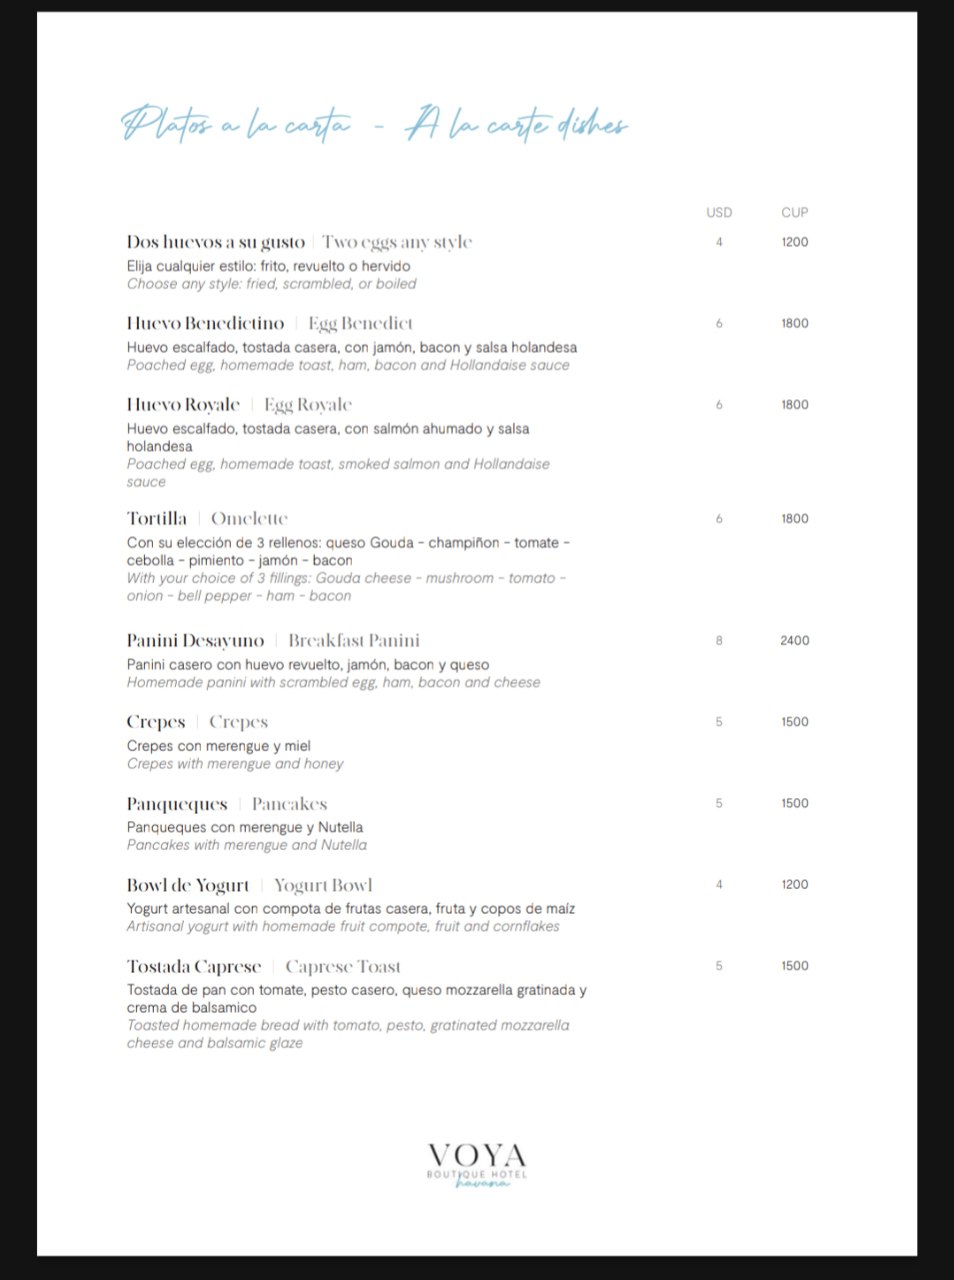 Platos a la carta - A la carte dishes
USD CUP
Dos huevos a su gusto | Two eggs any style 4 1200
Elija cualquier estilo: frito, revuelto o hervido
Choose any style: fried, scrambled, or boiled
Huevo Benedictino | Egg Benedict 6 1800
Huevo escalfado, tostada casera, con jamón, bacon y salsa holandesa
Poached egg, homemade toast, ham, bacon and Hollandaise sauce
Huevo Royale | Egg Royale 6 1800
Huevo escalfado, tostada casera, con salmón ahumado y salsa
holandesa
Poached egg, homemade toast, smoked salmon and Hollandaise
sauce
Tortilla | Omelette 6 1800
Con su elección de 3 rellenos: queso Gouda - champiñon - tomate -
cebolla - pimiento - jamón - bacon
With your choice of 3 fillings: Gouda cheese - mushroom - tomato -
onion - bell pepper - ham - bacon
Panini Desayuno | Breakfast Panini 8 2400
Panini casero con huevo revuelto, jamón, bacon y queso
Homemade panini with scrambled egg, ham, bacon and cheese
Crepes | Crepes 5 1500
Crepes con merengue y miel
Crepes with merengue and honey
Panqueques | Pancakes 5 1500
Panqueques con merengue y Nutella
Pancakes with merengue and Nutella
Bowl de Yogurt | Yogurt Bowl 4 1200
Yogurt artesanal con compota de frutas casera, fruta y copos de maíz
Artisanal yogurt with homemade fruit compote, fruit and cornflakes
Tostada Caprese | Caprese Toast 5 1500
Tostada de pan con tomate, pesto casero, queso mozzarella gratinada y
crema de balsamico
Toasted homemade bread with tomato, pesto, gratinated mozzarella
cheese and balsamic glaze
VOYA
BOUTIQUE HOTEL
havana